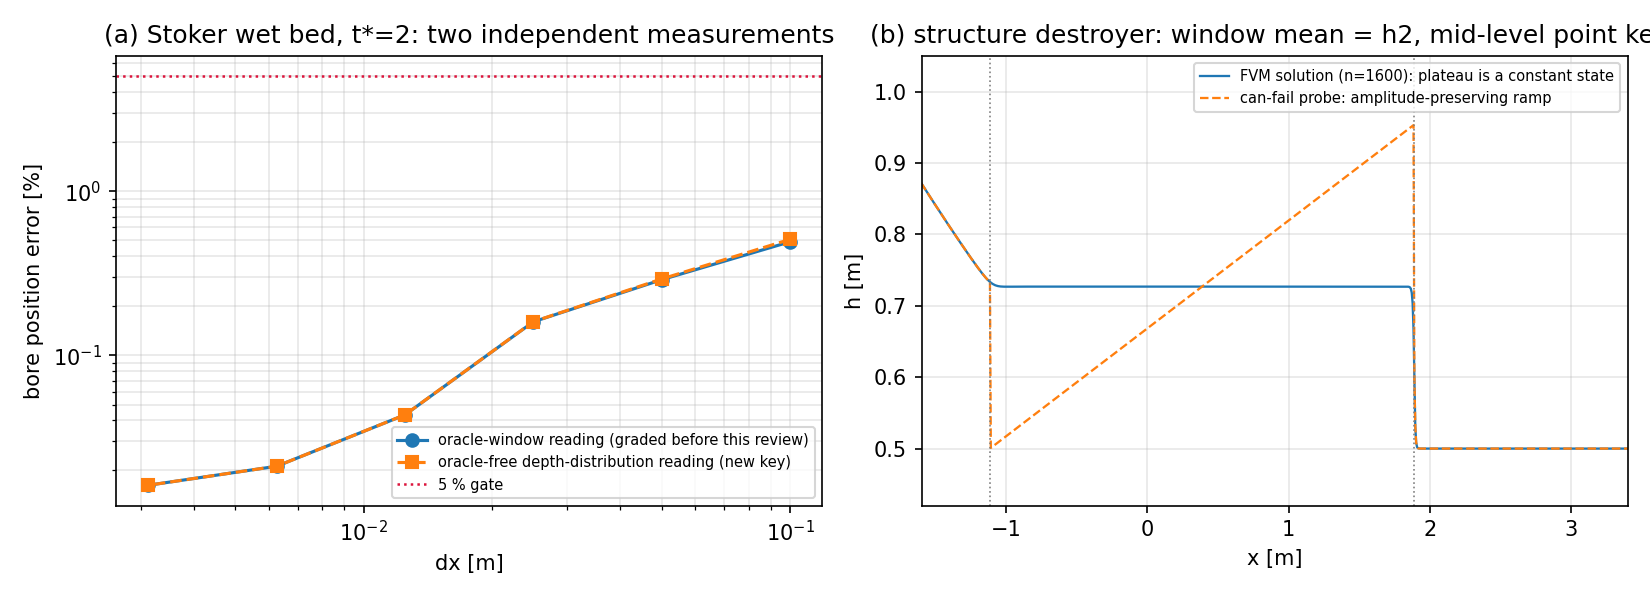 (a) Stoker wet bed, t*=2: two independent measurements
bore position error [%]
10⁰
10⁻¹
oracle-window reading (graded before this review)
oracle-free depth-distribution reading (new key)
5 % gate
10⁻²
10⁻¹
dx [m]
(b) structure destroyer: window mean = h2, mid-level point ke
h [m]
1.0
0.9
0.8
0.7
0.6
0.5
FVM solution (n=1600): plateau is a constant state
can-fail probe: amplitude-preserving ramp
−1
0
1
2
3
x [m]